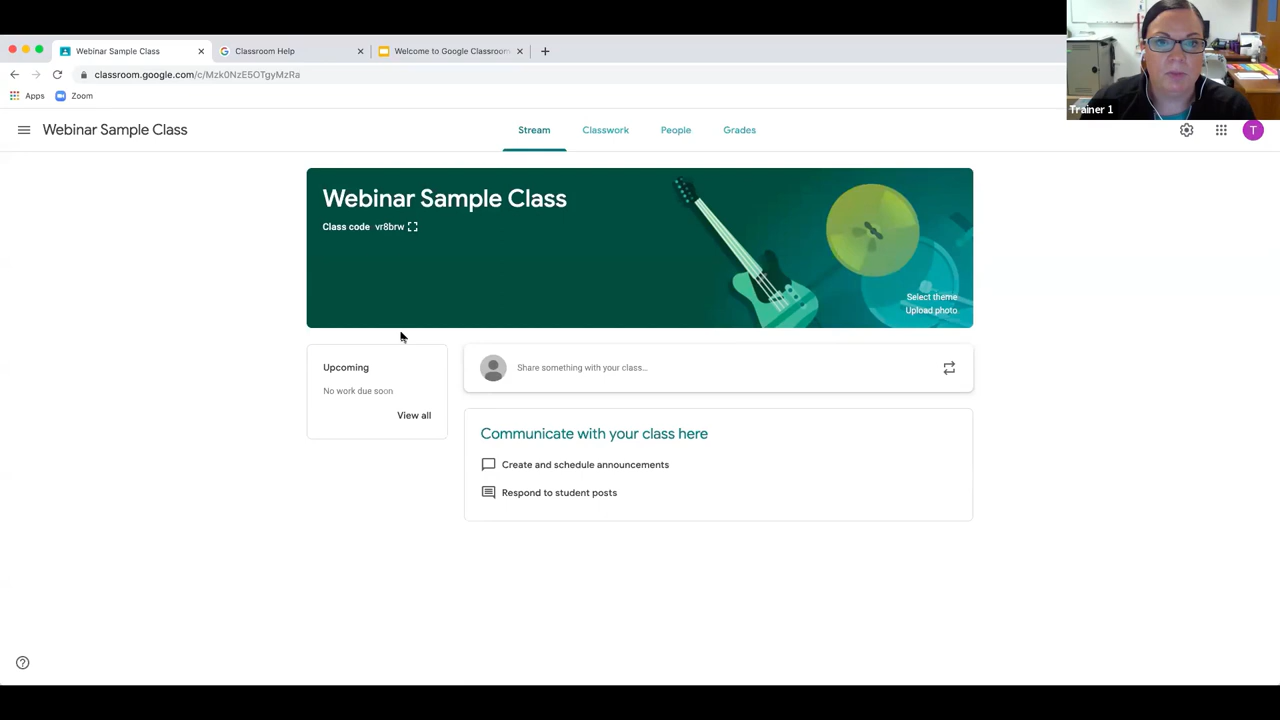 Webinar Sample Class
Classroom Help
Welcome to Google Classroom
classroom.google.com/c/Mzk0NzE5OTgyMzRa
Apps
Zoom
Trainer 1
Webinar Sample Class
Stream
Classwork
People
Grades
T
Webinar Sample Class
Class code vr8brw
Select theme
Upload photo
Upcoming
No work due soon
View all
Share something with your class...
Communicate with your class here
Create and schedule announcements
Respond to student posts